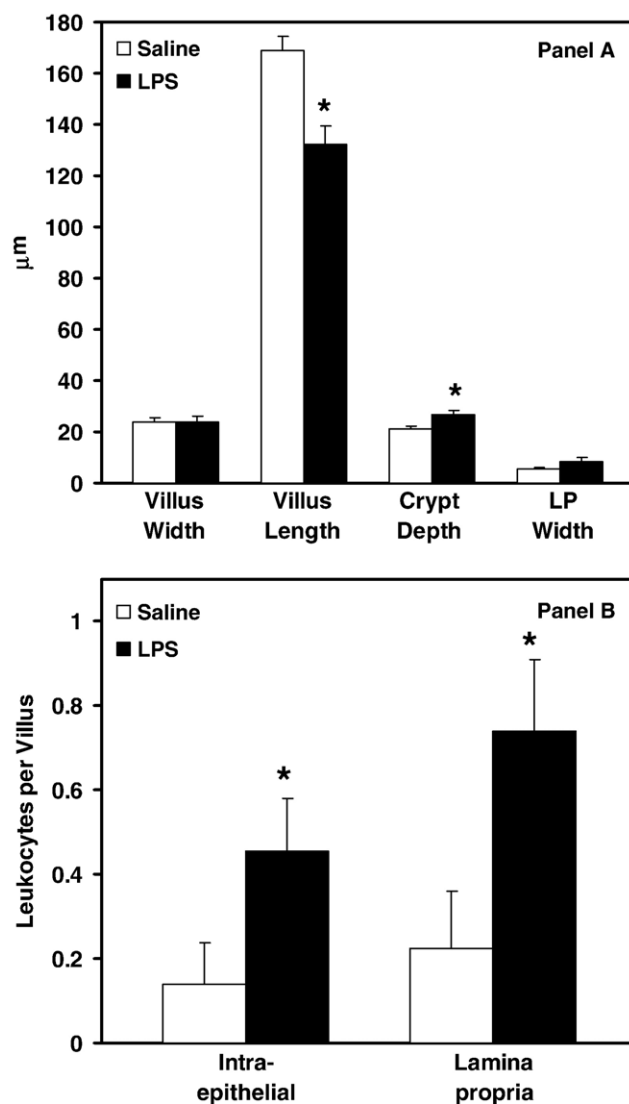 180
Saline
Panel A
160
LPS
*
140
120
100
μm
80
60
40
*
20
0
Villus Width
Villus Length
Crypt Depth
LP Width
1
Saline
Panel B
LPS
*
0.8
Leukocytes per Villus
0.6
*
0.4
0.2
0
Intra-
epithelial
Lamina
propria